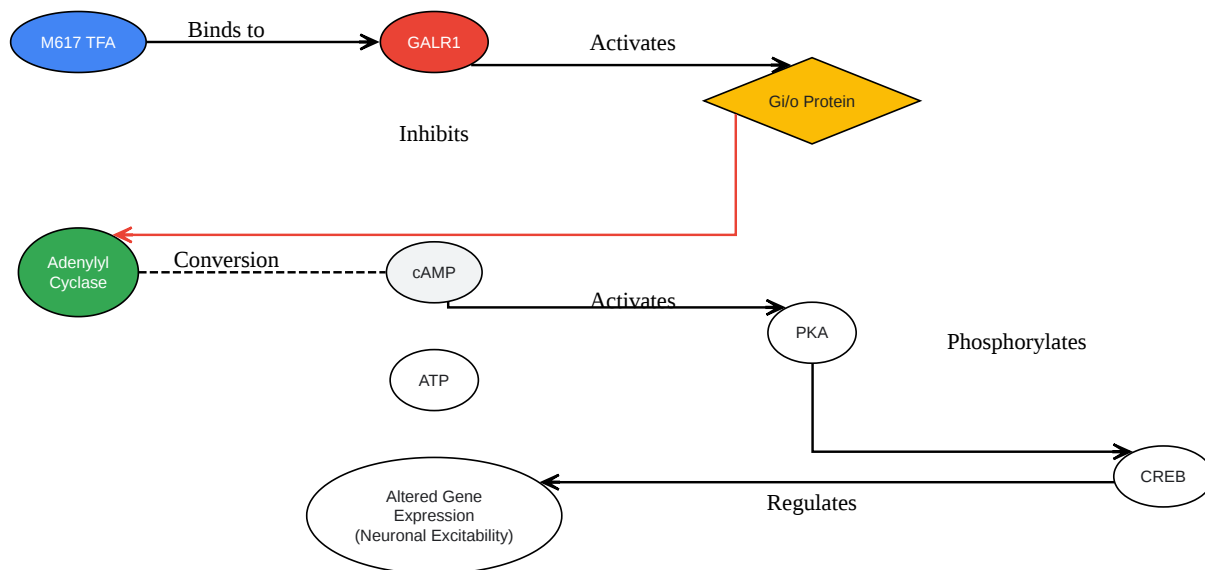 M617 TFA
Binds to
GALR1
Activates
Gi/o Protein
Inhibits
Adenylyl
Cyclase
Conversion
cAMP
Activates
PKA
Phosphorylates
ATP
CREB
Altered Gene
Expression
(Neuronal Excitability)
Regulates